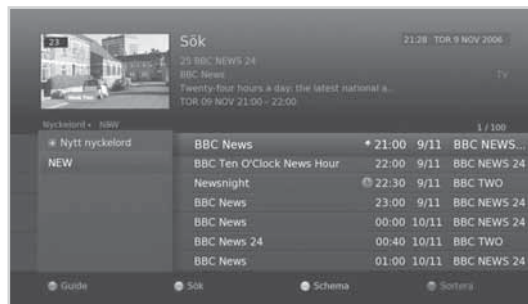 23
Sök
21:28 TOR 9 NOV 2006
25 BBC NEWS 24
BBC News
TV
Twenty-four hours a day: the latest national a...
TOR 09 NOV 21:00 - 22:00
Nyckelord • NEW
1 / 100
Nytt nyckelord
NEW
BBC News 21:00 9/11 BBC NEWS...
BBC Ten O'Clock News Hour 22:00 9/11 BBC NEWS 24
Newsnight 22:30 9/11 BBC TWO
BBC News 23:00 9/11 BBC NEWS 24
BBC News 00:00 10/11 BBC NEWS 24
BBC News 24 00:40 10/11 BBC TWO
BBC News 01:00 10/11 BBC NEWS 24
Guide Sök Schema Sortera